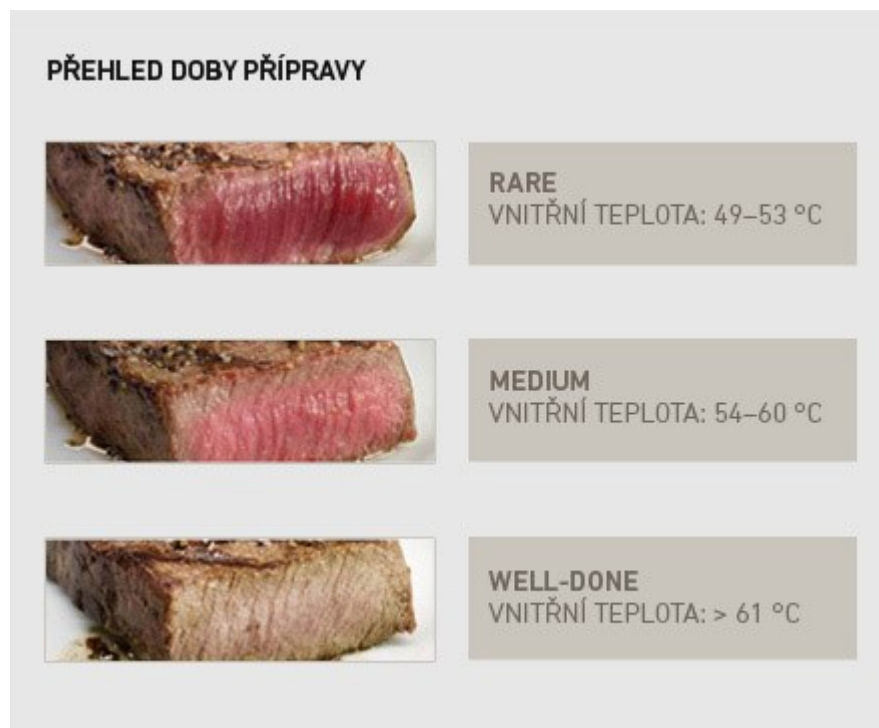 PŘEHLED DOBY PŘÍPRAVY
RARE
VNITŘNÍ TEPLOTA: 49–53 °C
MEDIUM
VNITŘNÍ TEPLOTA: 54–60 °C
WELL-DONE
VNITŘNÍ TEPLOTA: > 61 °C